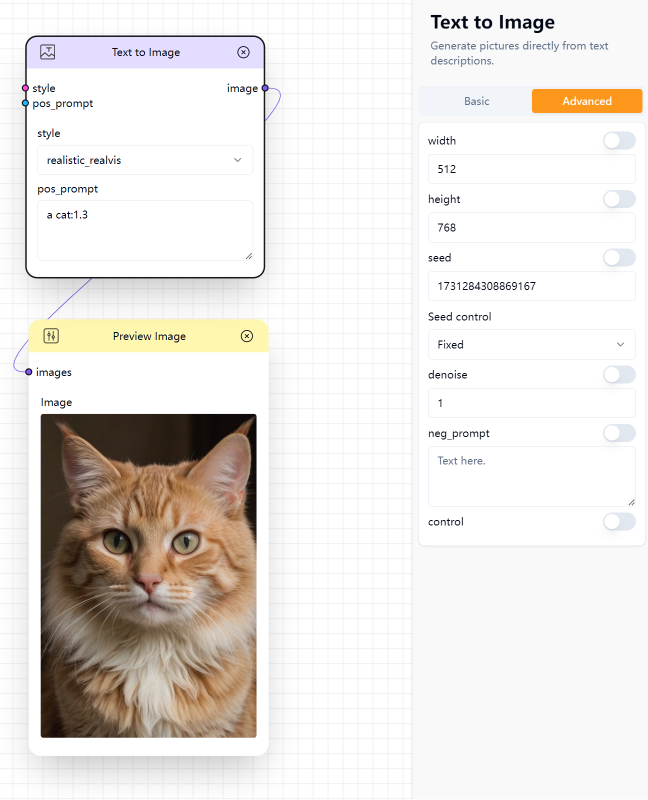 Text to Image
style
image
pos_prompt
style
realistic_realvis
pos_prompt
a cat:1.3
Preview Image
images
Image
Text to Image
Generate pictures directly from text
descriptions.
Basic
Advanced
width
512
height
768
seed
1731284308869167
Seed control
Fixed
denoise
1
neg_prompt
Text here.
control